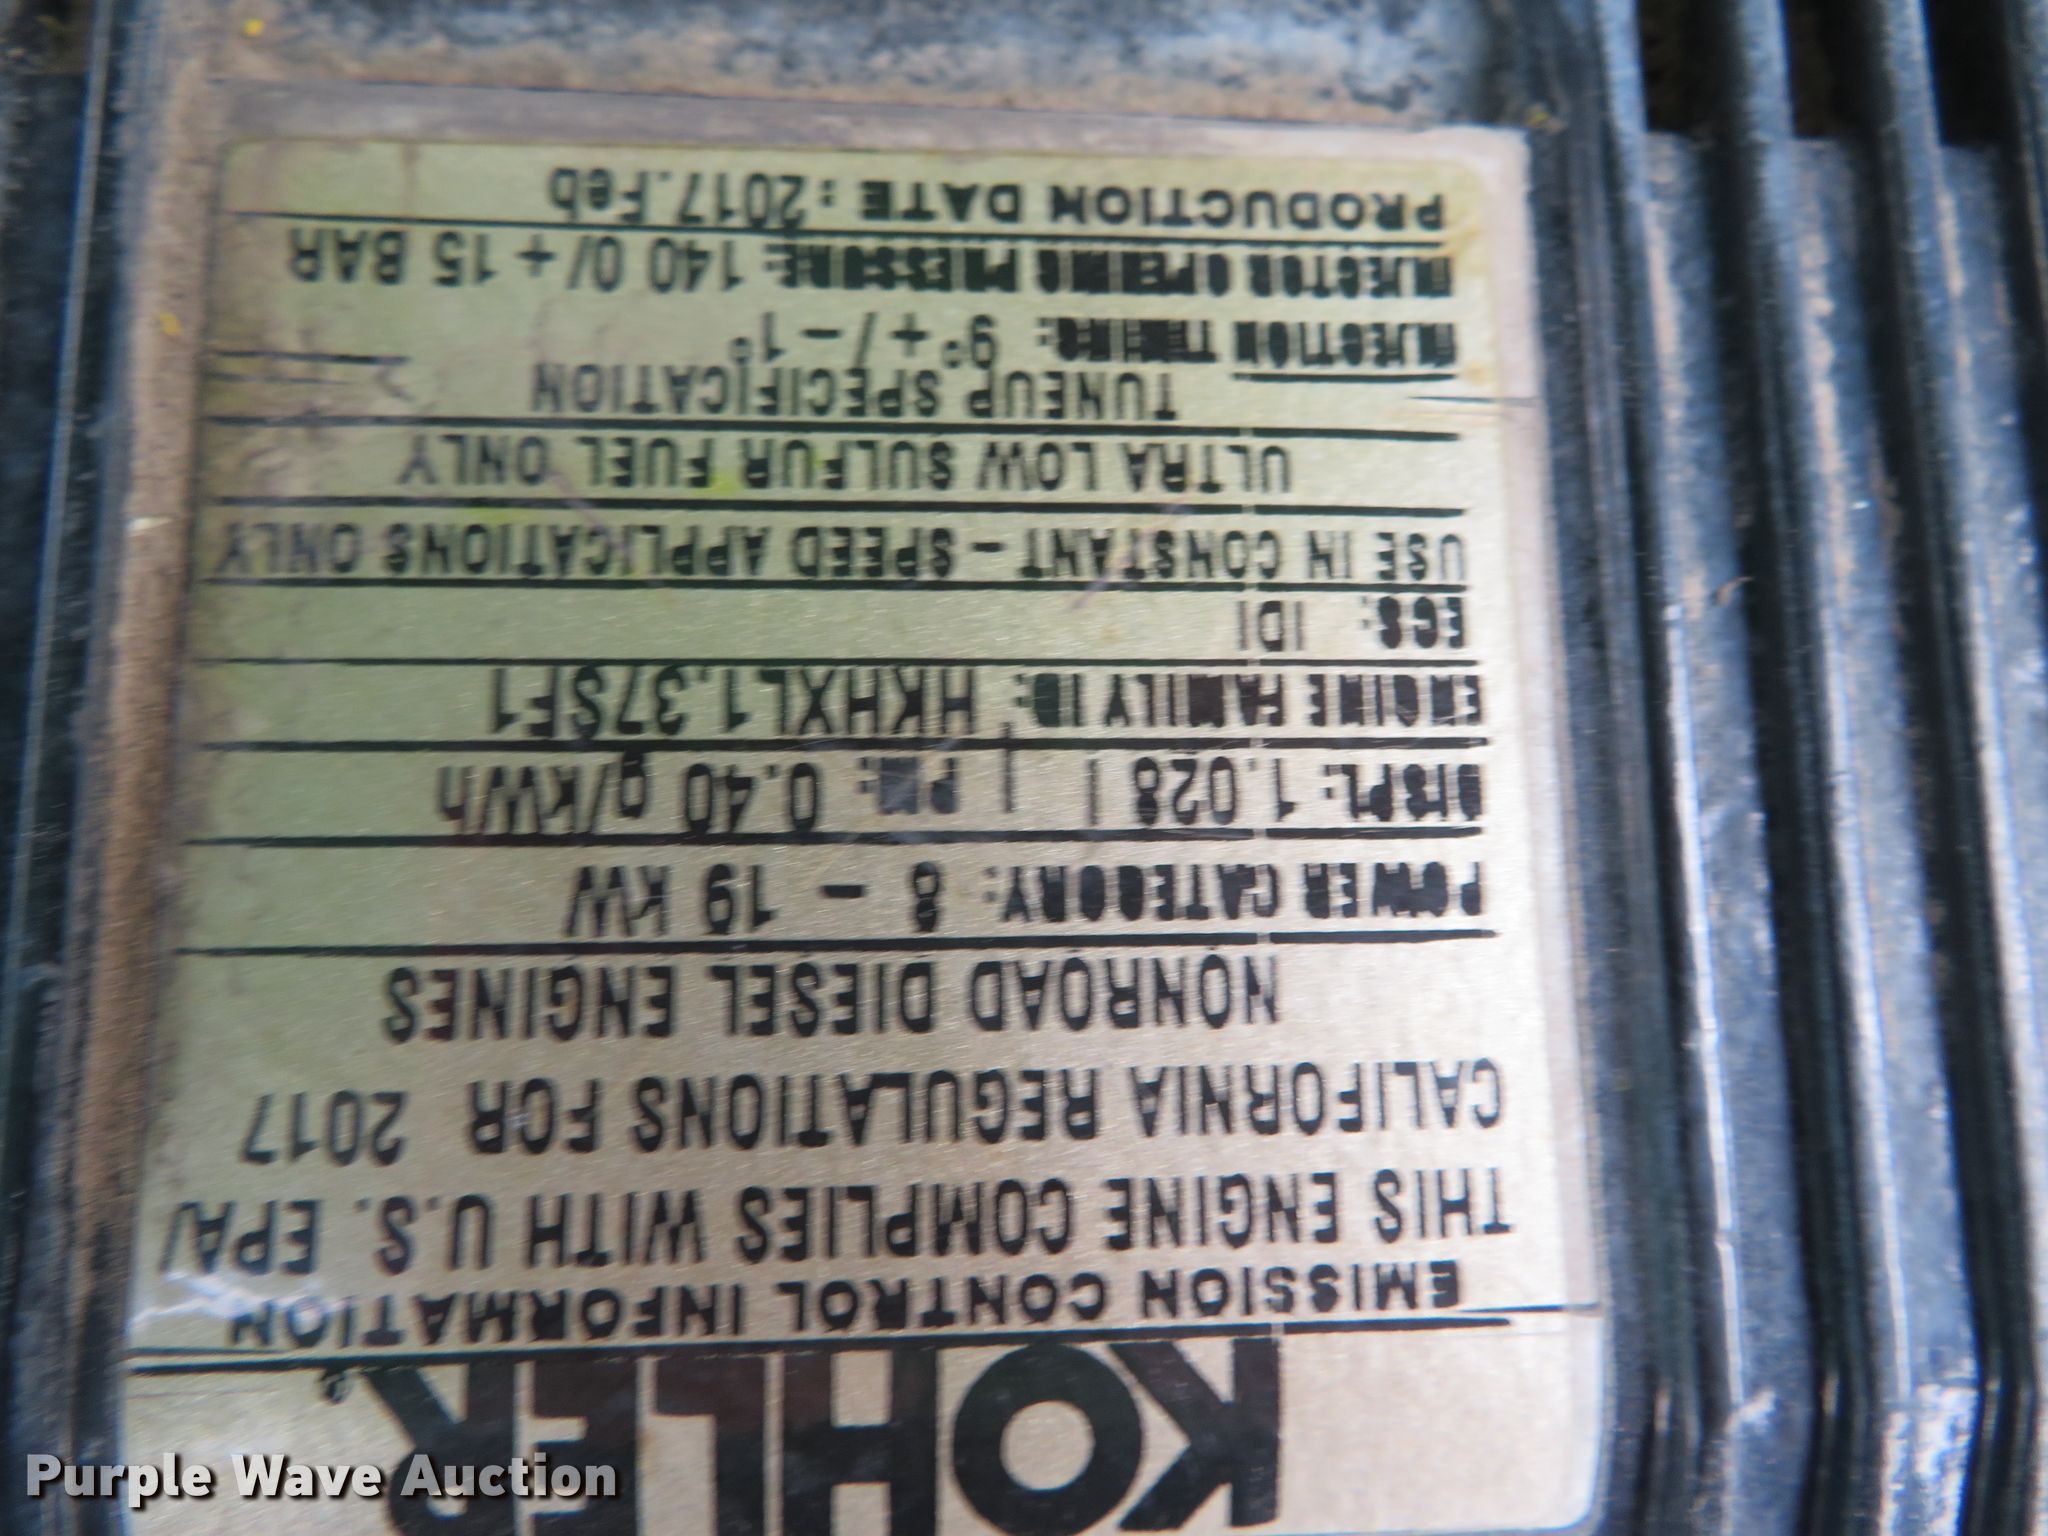 KOHLER
EMISSION CONTROL INFORMATION
THIS ENGINE COMPLIES WITH U.S. EPA/
CALIFORNIA REGULATIONS FOR 2017
NONROAD DIESEL ENGINES
POWER CATEGORY: 8 - 19 kW
DISPL: 1.028 l | PM: 0.40 g/kWh
ENGINE FAMILY ID: HKHXL1.37SF1
ECS: IDI
USE IN CONSTANT - SPEED APPLICATIONS ONLY
ULTRA LOW SULFUR FUEL ONLY
TUNEUP SPECIFICATION
INJECTION TIMING: 9° +/- 1°
INJECTOR OPENING PRESSURE: 140 0/+ 15 BAR
PRODUCTION DATE : 2017.Feb
Purple Wave Auction